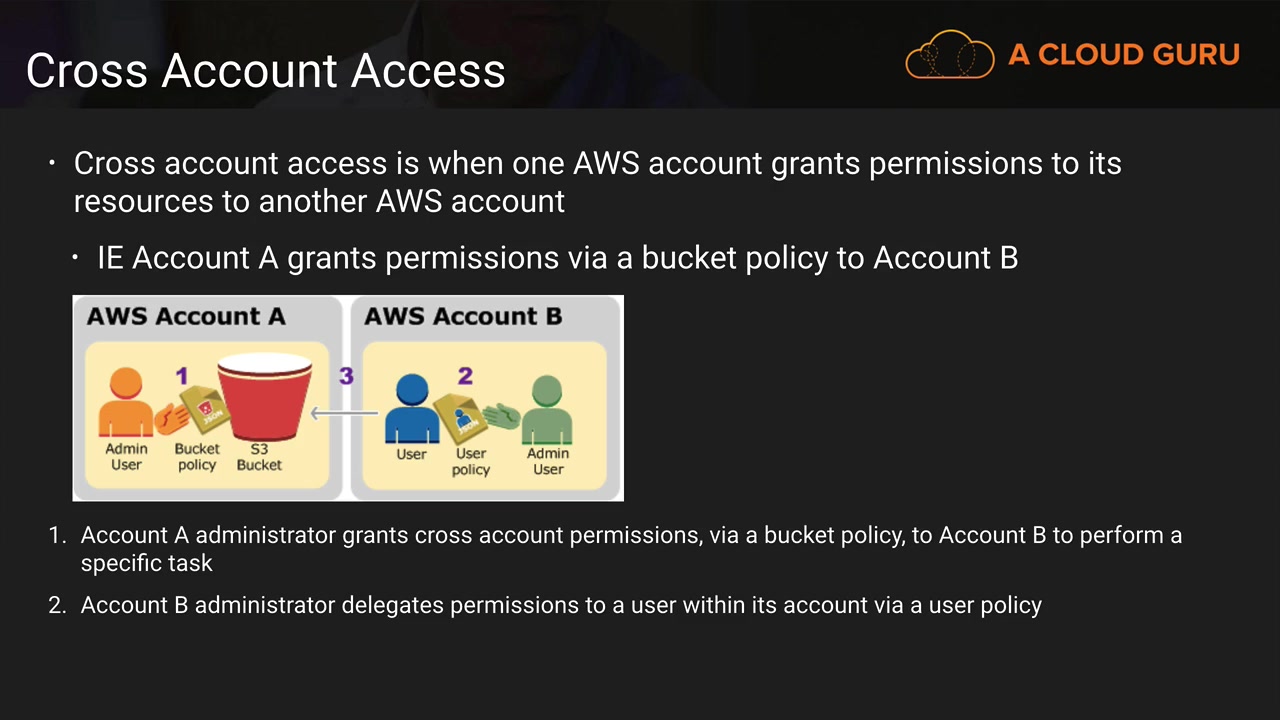 Cross Account Access
A CLOUD GURU
• Cross account access is when one AWS account grants permissions to its
resources to another AWS account
• IE Account A grants permissions via a bucket policy to Account B
AWS Account A
AWS Account B
1
3
2
JSON
JSON
Admin
User
Bucket
policy
S3
Bucket
User
User
policy
Admin
User
1. Account A administrator grants cross account permissions, via a bucket policy, to Account B to perform a
specific task
2. Account B administrator delegates permissions to a user within its account via a user policy